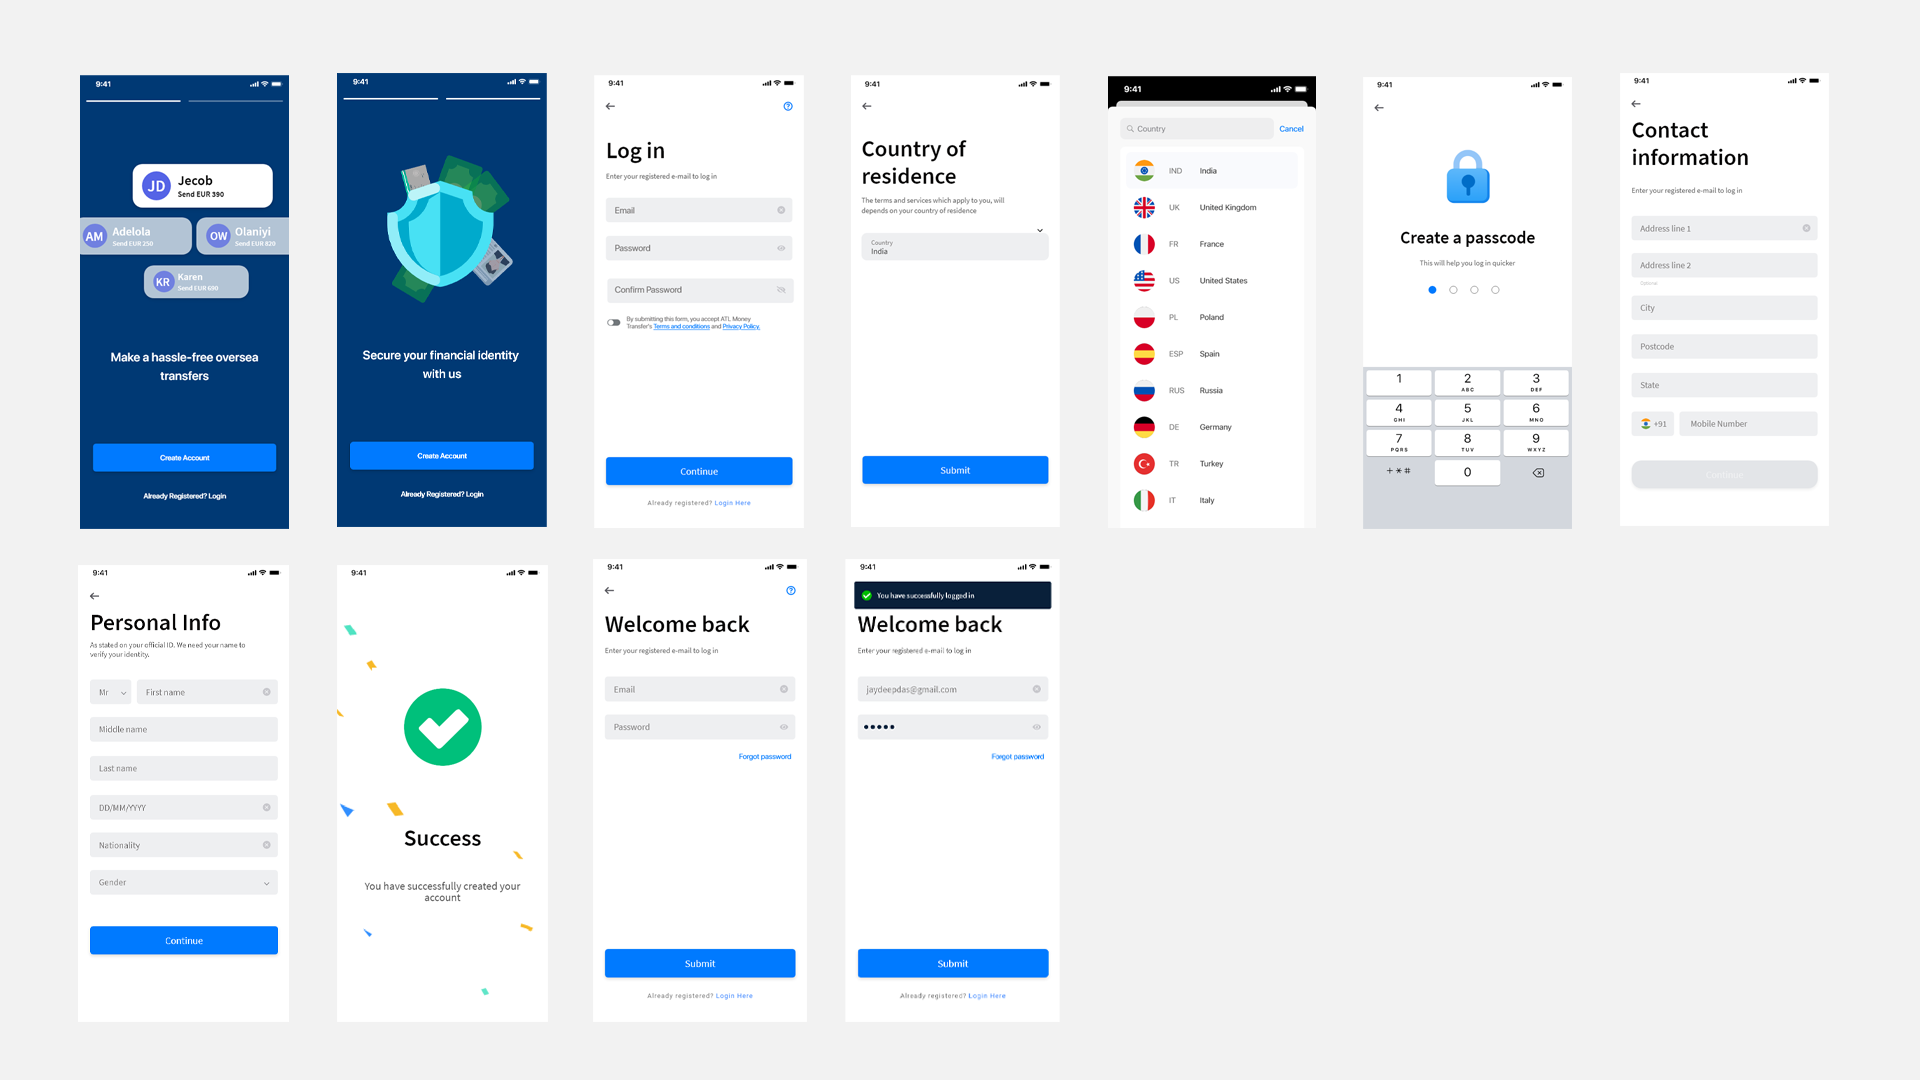 9:41
JD
Jecob
Send EUR 390
AM
Adelola
Send EUR 250
OW
Olaniyi
Send EUR 820
KR
Karen
Send EUR 690
Make a hassle-free oversea
transfers
Create Account
Already Registered? Login
9:41
Secure your financial identity
with us
Create Account
Already Registered? Login
9:41
Log in
Enter your registered e-mail to log in
Email
Password
Confirm Password
By submitting this form, you accept ATL Money
Transfer's Terms and conditions and Privacy Policy.
Continue
Already registered? Login Here
9:41
Country of
residence
The terms and services which apply to you, will
depends on your country of residence
Country
India
Submit
9:41
Country
Cancel
IND India
UK United Kingdom
FR France
US United States
PL Poland
ESP Spain
RUS Russia
DE Germany
TR Turkey
IT Italy
9:41
Create a passcode
This will help you log in quicker
1 2 3
ABC DEF
4 5 6
GHI JKL MNO
7 8 9
PQRS TUV WXYZ
+*# 0
9:41
Contact
information
Enter your registered e-mail to log in
Address line 1
Address line 2
Optional
City
Postcode
State
+91 Mobile Number
Continue
9:41
Personal Info
As stated on your official ID. We need your name to
verify your identity.
Mr First name
Middle name
Last name
DD/MM/YYYY
Nationality
Gender
Continue
9:41
Success
You have successfully created your
account
9:41
Welcome back
Enter your registered e-mail to log in
Email
Password
Forgot password
Submit
Already registered? Login Here
9:41
You have successfully logged in
Welcome back
Enter your registered e-mail to log in
jaydeepdas@gmail.com
Forgot password
Submit
Already registered? Login Here